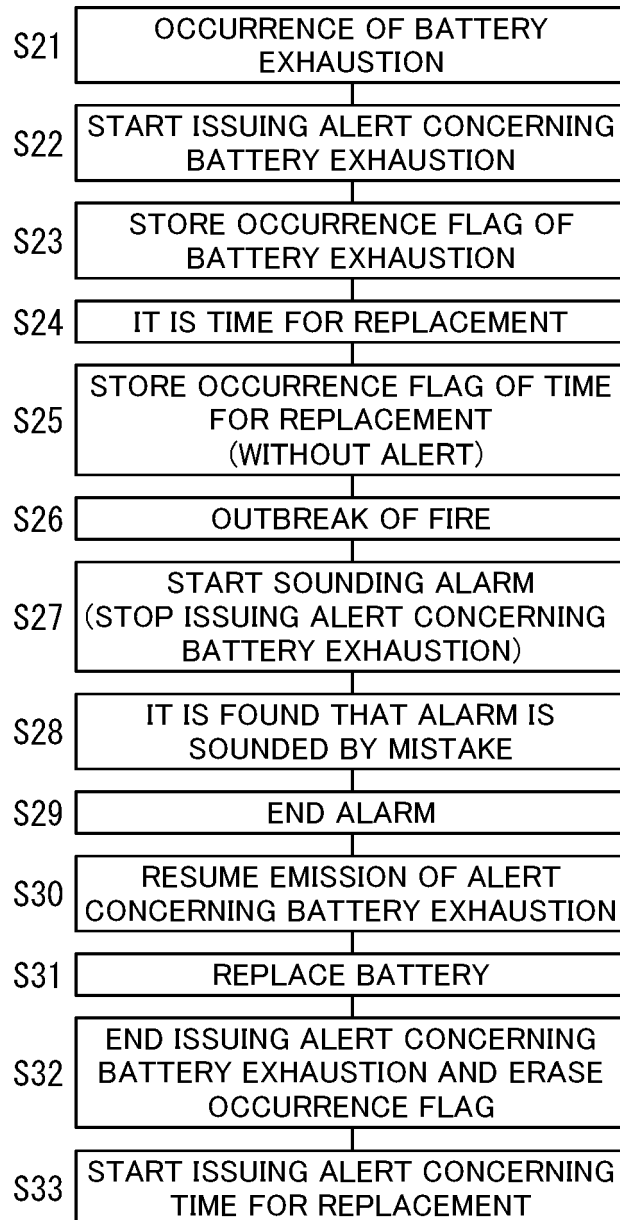 S21
OCCURRENCE OF BATTERY
EXHAUSTION
S22
START ISSUING ALERT CONCERNING
BATTERY EXHAUSTION
S23
STORE OCCURRENCE FLAG OF
BATTERY EXHAUSTION
S24
IT IS TIME FOR REPLACEMENT
S25
STORE OCCURRENCE FLAG OF TIME
FOR REPLACEMENT
(WITHOUT ALERT)
S26
OUTBREAK OF FIRE
S27
START SOUNDING ALARM
(STOP ISSUING ALERT CONCERNING
BATTERY EXHAUSTION)
S28
IT IS FOUND THAT ALARM IS
SOUNDED BY MISTAKE
S29
END ALARM
S30
RESUME EMISSION OF ALERT
CONCERNING BATTERY EXHAUSTION
S31
REPLACE BATTERY
S32
END ISSUING ALERT CONCERNING
BATTERY EXHAUSTION AND ERASE
OCCURRENCE FLAG
S33
START ISSUING ALERT CONCERNING
TIME FOR REPLACEMENT